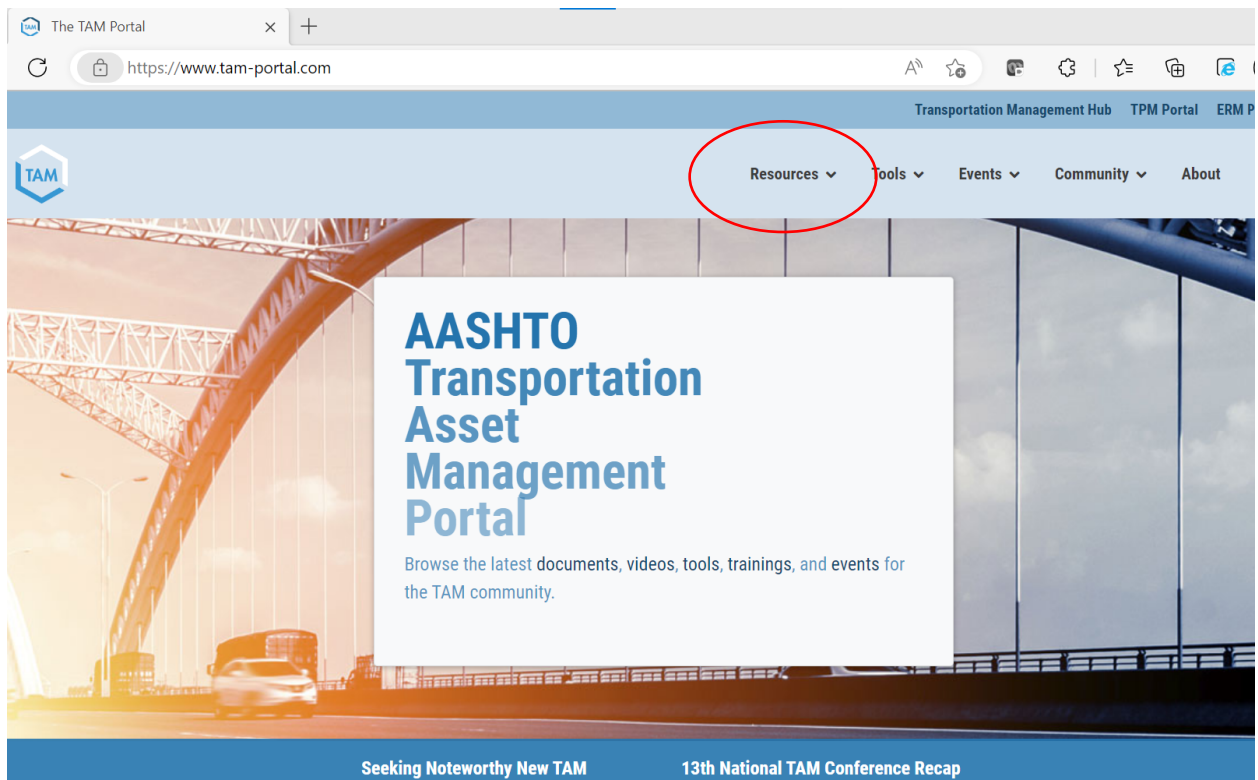 TAM
The TAM Portal
https://www.tam-portal.com
Transportation Management Hub TPM Portal ERM P
TAM
Resources Tools Events Community About
AASHTO
Transportation
Asset
Management
Portal
Browse the latest documents, videos, tools, trainings, and events for
the TAM community.
Seeking Noteworthy New TAM 13th National TAM Conference Recap